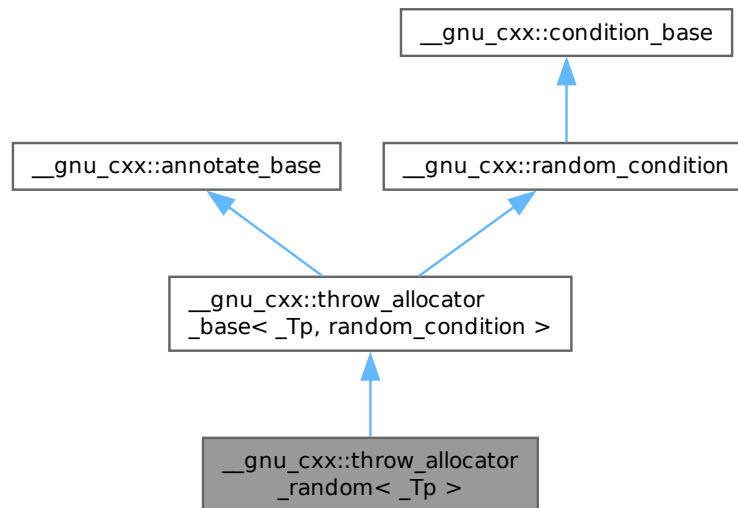 __gnu_cxx::condition_base
__gnu_cxx::annotate_base
__gnu_cxx::random_condition
__gnu_cxx::throw_allocator
_base< _Tp, random_condition >
__gnu_cxx::throw_allocator
_random< _Tp >